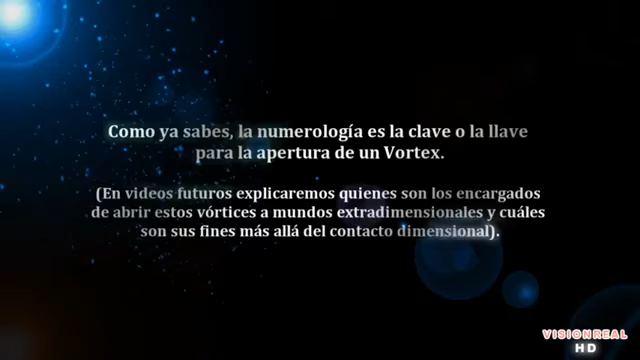 Como ya sabes, la numerología es la clave o la llave
para la apertura de un Vortex.
(En videos futuros explicaremos quienes son los encargados
de abrir estos vórtices a mundos extradimensionales y cuáles
son sus fines más allá del contacto dimensional).
VISIONREAL
HD